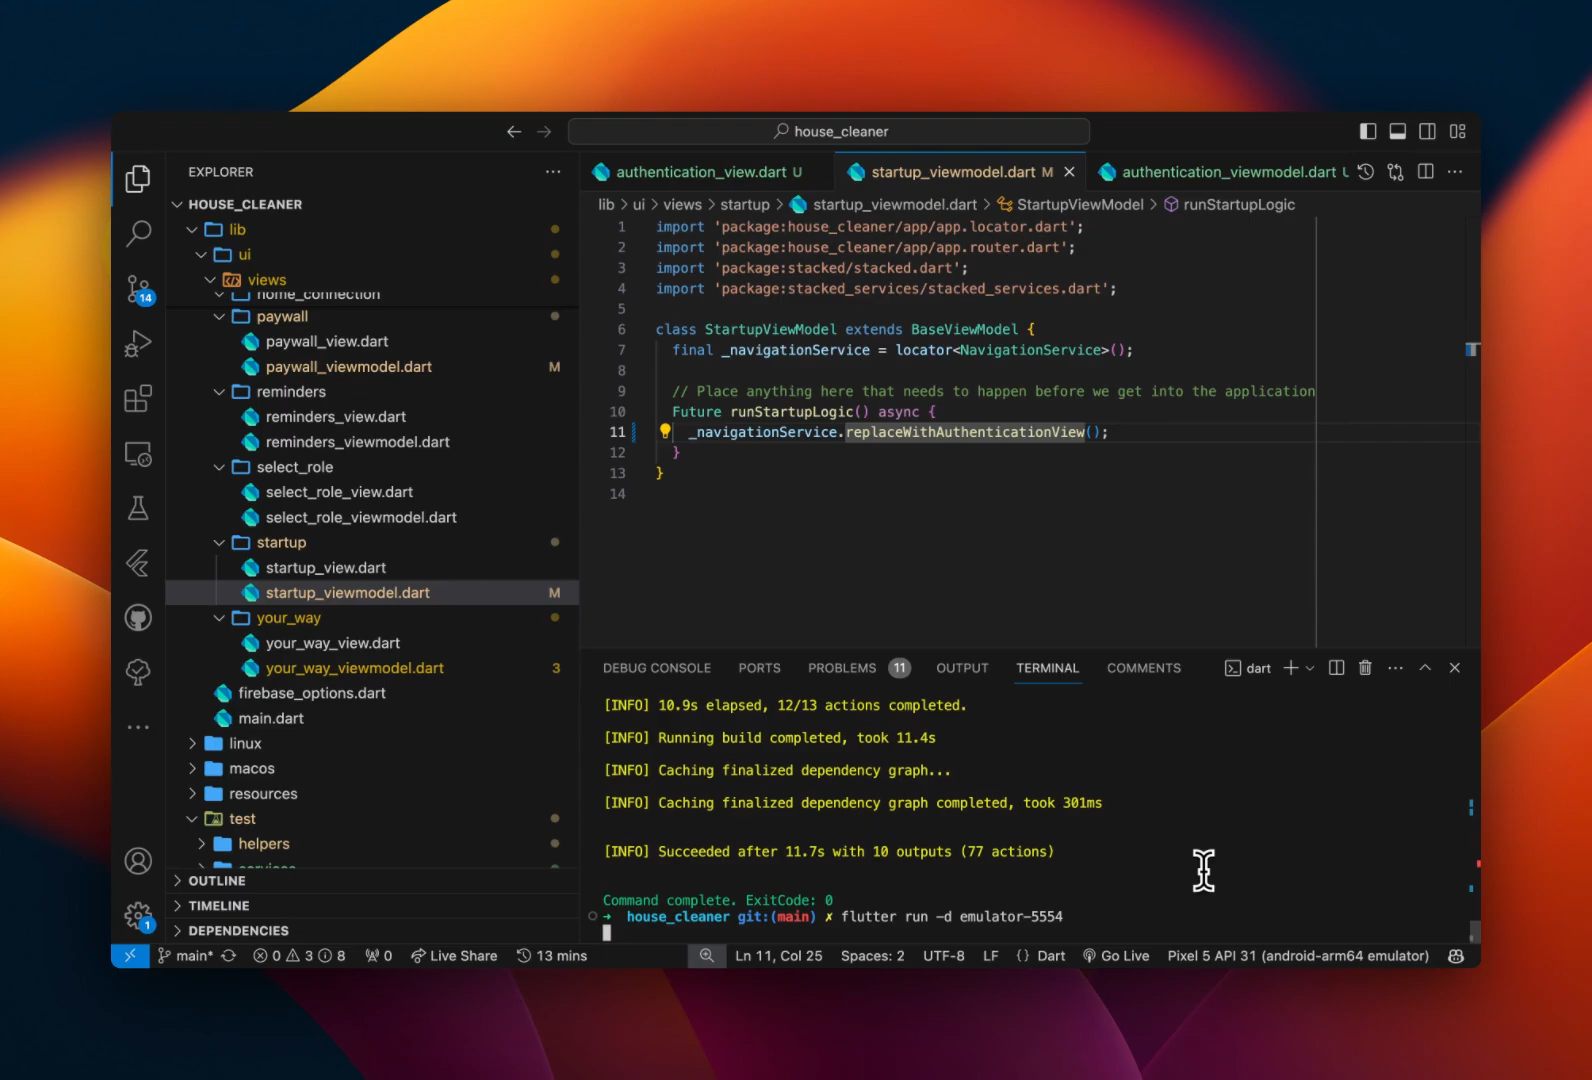 house_cleaner
EXPLORER
HOUSE_CLEANER
lib
ui
views
home_connection
paywall
paywall_view.dart
paywall_viewmodel.dart M
reminders
reminders_view.dart
reminders_viewmodel.dart
select_role
select_role_view.dart
select_role_viewmodel.dart
startup
startup_view.dart
startup_viewmodel.dart M
your_way
your_way_view.dart
your_way_viewmodel.dart 3
firebase_options.dart
main.dart
linux
macos
resources
test
helpers
services
OUTLINE
TIMELINE
DEPENDENCIES
14
1
authentication_view.dart U
startup_viewmodel.dart M
authentication_viewmodel.dart U
lib > ui > views > startup > startup_viewmodel.dart > StartupViewModel > runStartupLogic
1 import 'package:house_cleaner/app/app.locator.dart';
2 import 'package:house_cleaner/app/app.router.dart';
3 import 'package:stacked/stacked.dart';
4 import 'package:stacked_services/stacked_services.dart';
5
6 class StartupViewModel extends BaseViewModel {
7 final _navigationService = locator<NavigationService>();
8
9 // Place anything here that needs to happen before we get into the application
10 Future runStartupLogic() async {
11 _navigationService.replaceWithAuthenticationView();
12 }
13 }
14
DEBUG CONSOLE PORTS PROBLEMS 11 OUTPUT TERMINAL COMMENTS dart
[INFO] 10.9s elapsed, 12/13 actions completed.
[INFO] Running build completed, took 11.4s
[INFO] Caching finalized dependency graph...
[INFO] Caching finalized dependency graph completed, took 301ms
[INFO] Succeeded after 11.7s with 10 outputs (77 actions)
Command complete. ExitCode: 0
→ house_cleaner git:(main) ✗ flutter run -d emulator-5554
main* 0 3 8 0 Live Share 13 mins Ln 11, Col 25 Spaces: 2 UTF-8 LF {} Dart Go Live Pixel 5 API 31 (android-arm64 emulator)